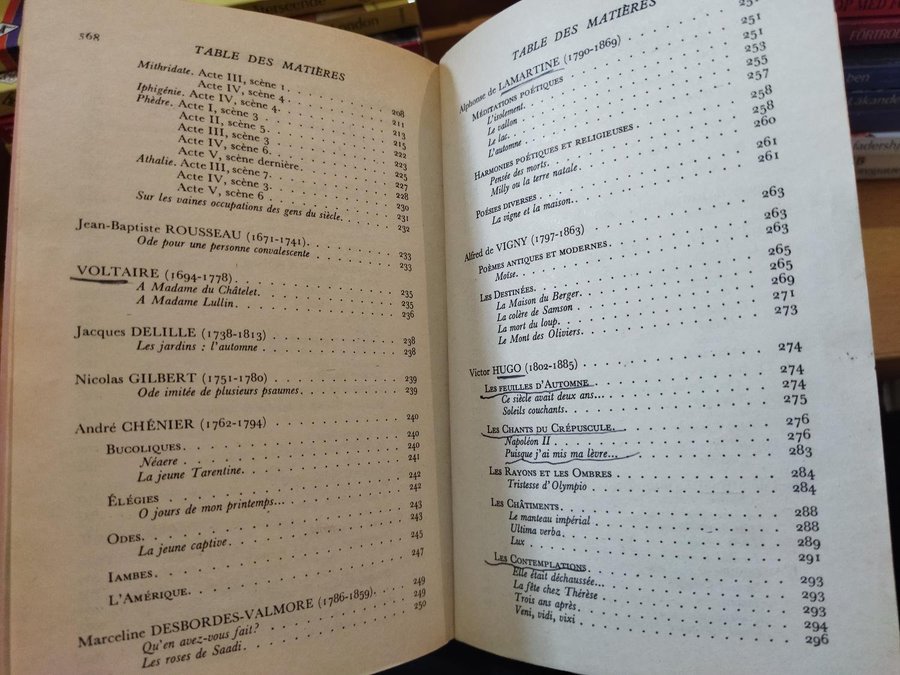 568
TABLE DES MATIÈRES
Mithridate. Acte III, scène 1. 208
Acte IV, scène 4 211
Iphigénie. Acte IV, scène 4. 213
Phèdre. Acte I, scène 3 215
Acte II, scène 5. 222
Acte III, scène 3 223
Acte IV, scène 6. 225
Acte V, scène dernière. 227
Athalie. Acte III, scène 7. 228
Acte IV, scène 3. 230
Acte V, scène 6 231
Sur les vaines occupations des gens du siècle. 232
Jean-Baptiste ROUSSEAU (1671-1741). 233
Ode pour une personne convalescente 233
VOLTAIRE (1694-1778) 235
A Madame du Châtelet. 235
A Madame Lullin. 236
Jacques DELILLE (1738-1813) 238
Les jardins : l'automne 238
Nicolas GILBERT (1751-1780) 239
Ode imitée de plusieurs psaumes 239
André CHÉNIER (1762-1794) 240
BUCOLIQUES. 240
Néaere. 240
La jeune Tarentine. 241
ÉLÉGIES 242
O jours de mon printemps... 242
ODES. 243
La jeune captive. 243
IAMBES. 245
L'AMÉRIQUE. 247
Marceline DESBORDES-VALMORE (1786-1859). 249
Qu'en avez-vous fait? 249
Les roses de Saadi. 250
TABLE DES MATIÈRES
Alphonse de LAMARTINE (1790-1869) 251
MÉDITATIONS POÉTIQUES 251
L'isolement. 251
Le vallon 253
Le lac. 255
L'automne 257
HARMONIES POÉTIQUES ET RELIGIEUSES 258
Pensée des morts. 258
Milly ou la terre natale 260
POÉSIES DIVERSES 261
La vigne et la maison. 261
Alfred de VIGNY (1797-1863) 263
POÈMES ANTIQUES ET MODERNES. 263
Moïse. 263
LES DESTINÉES. 265
La Maison du Berger. 265
La colère de Samson 269
La mort du loup. 271
Le Mont des Oliviers. 273
Victor HUGO (1802-1885) 274
LES FEUILLES D'AUTOMNE 274
Ce siècle avait deux ans... 274
Soleils couchants. 275
LES CHANTS DU CRÉPUSCULE. 276
Napoléon II 276
Puisque j'ai mis ma lèvre... 283
LES RAYONS ET LES OMBRES 284
Tristesse d'Olympio 284
LES CHÂTIMENTS. 288
Le manteau impérial 288
Ultima verba. 289
Lux 291
LES CONTEMPLATIONS 293
Elle était déchaussée... 293
La fête chez Thérèse 293
Trois ans après. 294
Veni, vidi, vixi 296